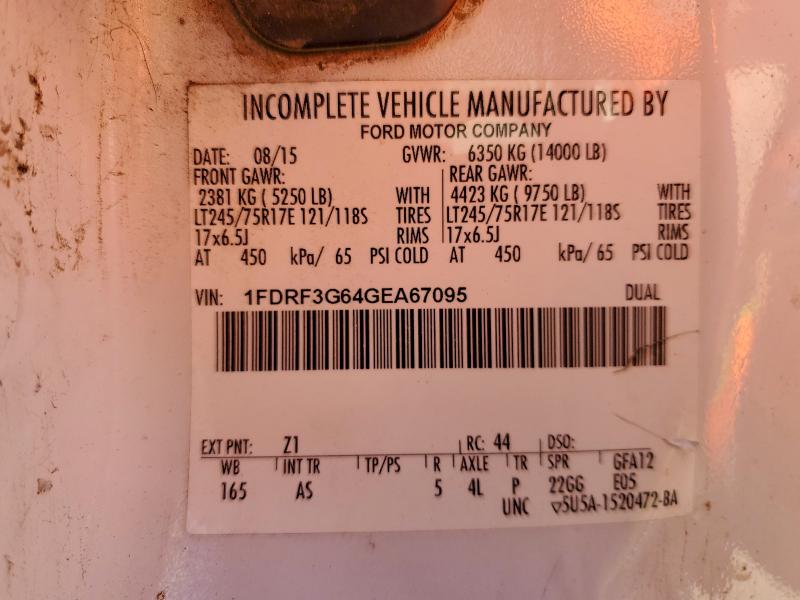 INCOMPLETE VEHICLE MANUFACTURED BY
FORD MOTOR COMPANY
DATE: 08/15 GVWR: 6350 KG (14000 LB)
FRONT GAWR: REAR GAWR:
2381 KG ( 5250 LB) WITH 4423 KG ( 9750 LB) WITH
LT245/75R17E 121/118S TIRES LT245/75R17E 121/118S TIRES
17x6.5J RIMS 17x6.5J RIMS
AT 450 kPa/ 65 PSI COLD AT 450 kPa/ 65 PSI COLD
VIN: 1FDRF3G64GEA67095 DUAL
EXT PNT: Z1 RC: 44 DSO:
WB INT TR TP/PS R AXLE TR SPR GFA12
165 AS 5 4L P 22GG E05
UNC ▽5U5A-1520472-BA